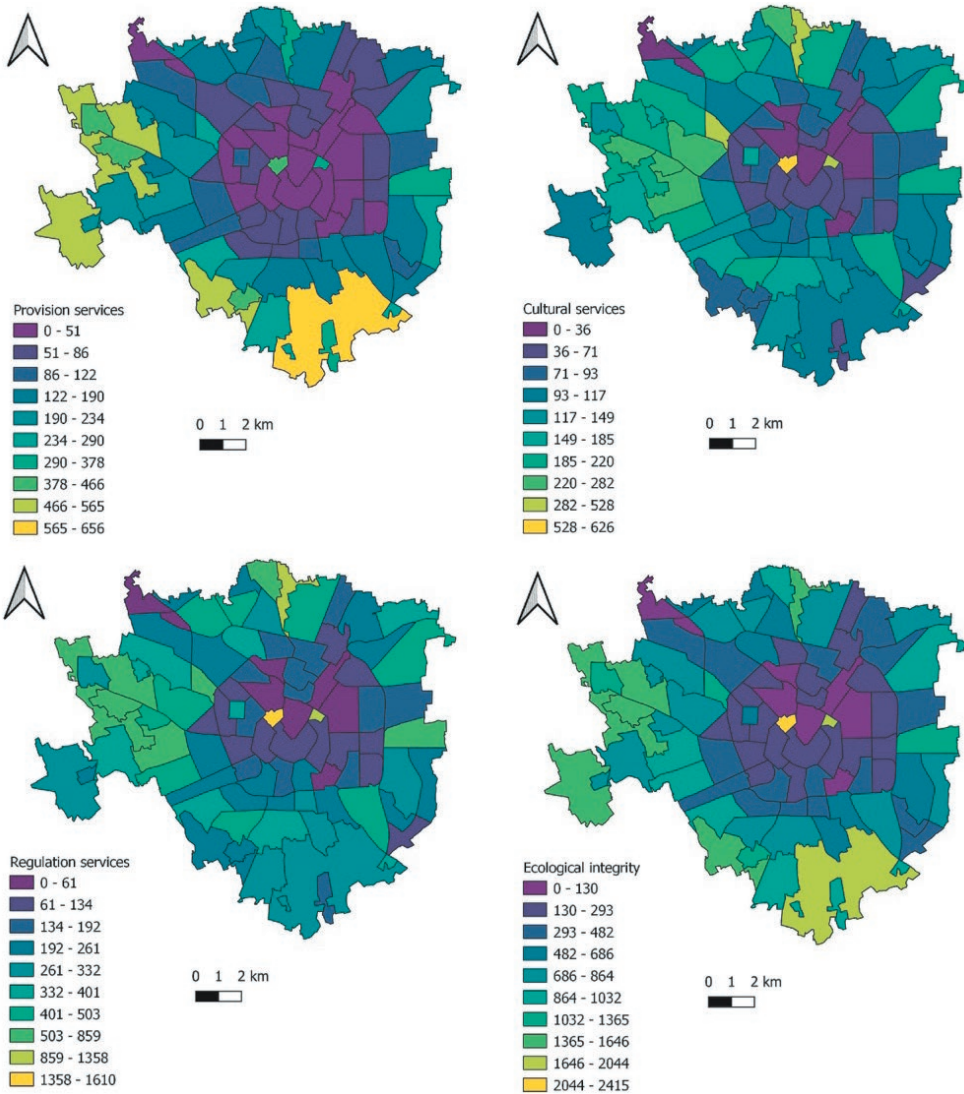 Provision services
0 - 51
51 - 86
86 - 122
122 - 190
190 - 234
234 - 290
290 - 378
378 - 466
466 - 565
565 - 656
0 1 2 km
Cultural services
0 - 36
36 - 71
71 - 93
93 - 117
117 - 149
149 - 185
185 - 220
220 - 282
282 - 528
528 - 626
0 1 2 km
Regulation services
0 - 61
61 - 134
134 - 192
192 - 261
261 - 332
332 - 401
401 - 503
503 - 859
859 - 1358
1358 - 1610
0 1 2 km
Ecological integrity
0 - 130
130 - 293
293 - 482
482 - 686
686 - 864
864 - 1032
1032 - 1365
1365 - 1646
1646 - 2044
2044 - 2415
0 1 2 km